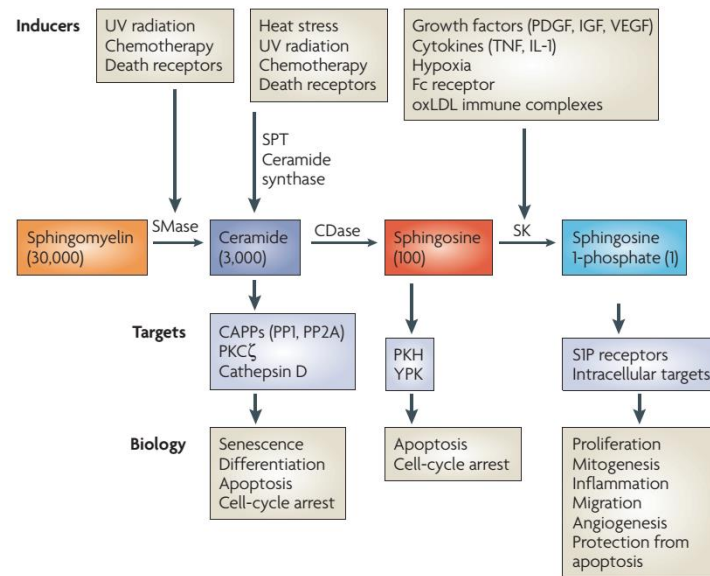 Inducers
UV radiation
Chemotherapy
Death receptors
Heat stress
UV radiation
Chemotherapy
Death receptors
Growth factors (PDGF, IGF, VEGF)
Cytokines (TNF, IL-1)
Hypoxia
Fc receptor
oxLDL immune complexes
SPT
Ceramide
synthase
Sphingomyelin
(30,000)
SMase
Ceramide
(3,000)
CDase
Sphingosine
(100)
SK
Sphingosine
1-phosphate (1)
Targets
CAPPs (PP1, PP2A)
PKCζ
Cathepsin D
PKH
YPK
S1P receptors
Intracellular targets
Biology
Senescence
Differentiation
Apoptosis
Cell-cycle arrest
Apoptosis
Cell-cycle arrest
Proliferation
Mitogenesis
Inflammation
Migration
Angiogenesis
Protection from
apoptosis